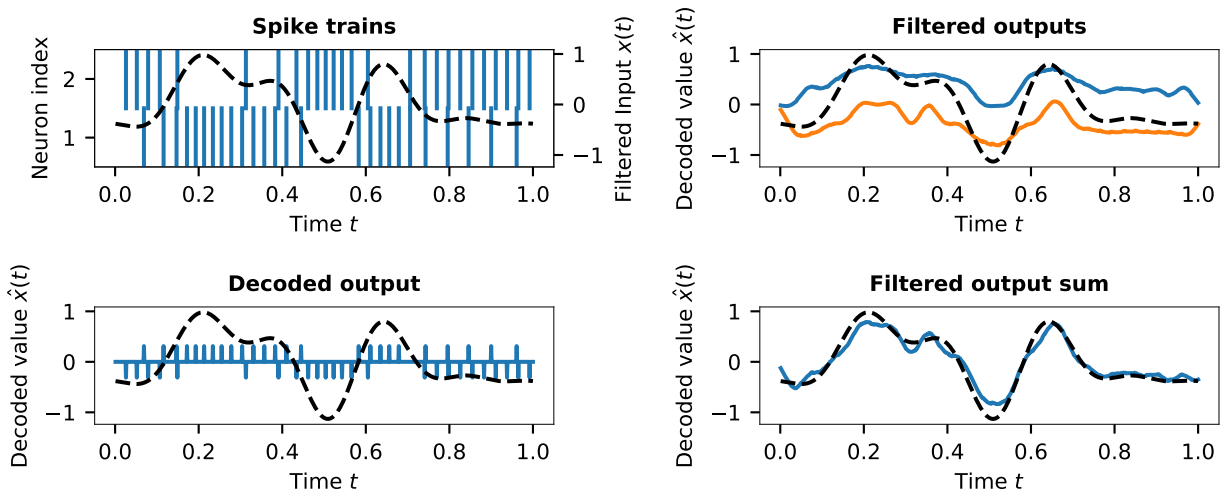 Spike trains
Neuron index
2
1
1
0
−1
Filtered Input x(t)
0.0 0.2 0.4 0.6 0.8 1.0
Time t
Filtered outputs
Decoded value x̂(t)
1
0
−1
0.0 0.2 0.4 0.6 0.8 1.0
Time t
Decoded output
Decoded value x̂(t)
1
0
−1
0.0 0.2 0.4 0.6 0.8 1.0
Time t
Filtered output sum
Decoded value x̂(t)
1
0
−1
0.0 0.2 0.4 0.6 0.8 1.0
Time t